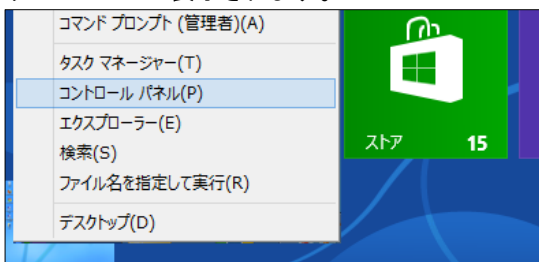 コマンド プロンプト (管理者)(A)
タスク マネージャー(T)
コントロール パネル(P)
エクスプローラー(E)
検索(S)
ファイル名を指定して実行(R)
デスクトップ(D)
ストア 15